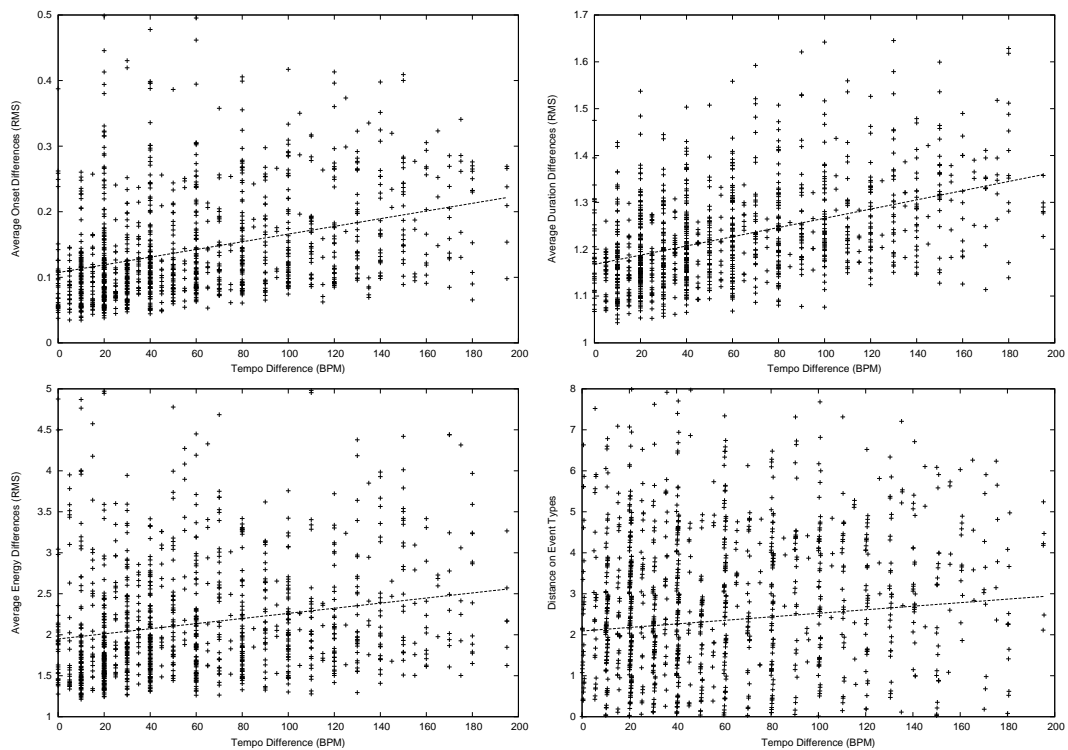 Average Onset Differences (RMS)
0.5
0.4
0.3
0.2
0.1
0
0 20 40 60 80 100 120 140 160 180 200
Tempo Difference (BPM)
Average Duration Differences (RMS)
1.7
1.6
1.5
1.4
1.3
1.2
1.1
1
0 20 40 60 80 100 120 140 160 180 200
Tempo Difference (BPM)
Average Energy Differences (RMS)
5
4.5
4
3.5
3
2.5
2
1.5
1
0 20 40 60 80 100 120 140 160 180 200
Tempo Difference (BPM)
Distance on Event Types
8
7
6
5
4
3
2
1
0
0 20 40 60 80 100 120 140 160 180 200
Tempo Difference (BPM)